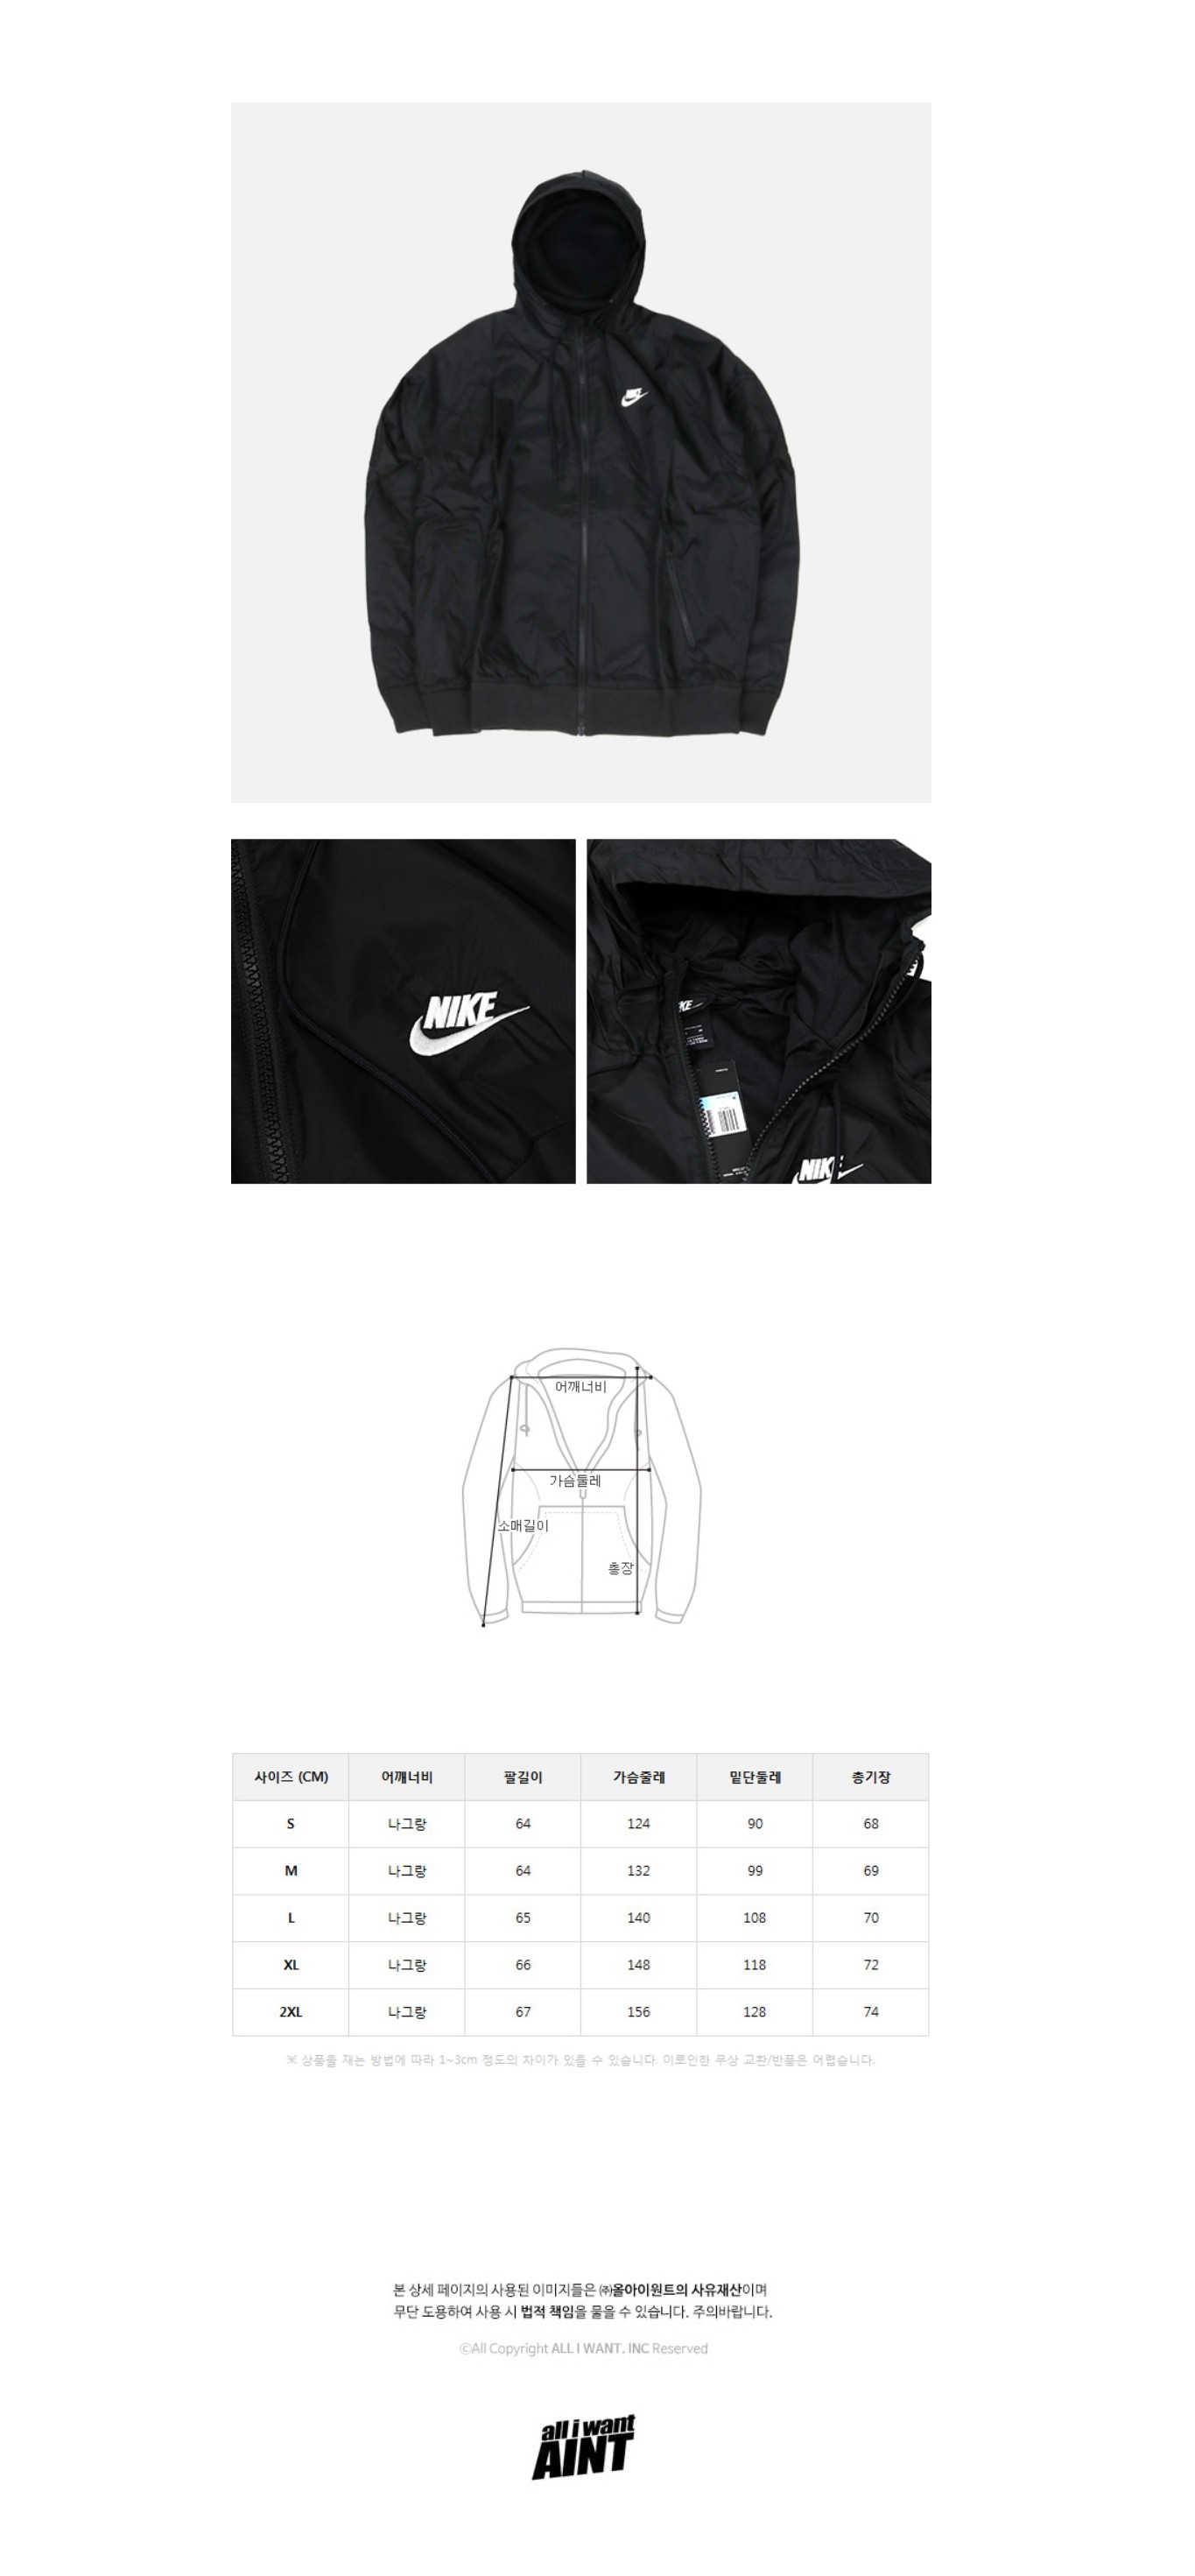 NIKE
NIKE
KE
NIKE
어깨너비
가슴둘레
소매길이
총장
사이즈 (CM) 어깨너비 팔길이 가슴줄레 밑단둘레 총기장
S 나그랑 64 124 90 68
M 나그랑 64 132 99 69
L 나그랑 65 140 108 70
XL 나그랑 66 148 118 72
2XL 나그랑 67 156 128 74
※ 상품을 재는 방법에 따라 1~3cm 정도의 차이가 있을 수 있습니다. 이로인한 무상 교환/반품은 어렵습니다.
본 상세 페이지의 사용된 이미지들은 ㈜올아이원트의 사유재산이며
무단 도용하여 사용 시 법적 책임을 물을 수 있습니다. 주의바랍니다.
ⓒAll Copyright ALL I WANT. INC Reserved
all i want
AINT